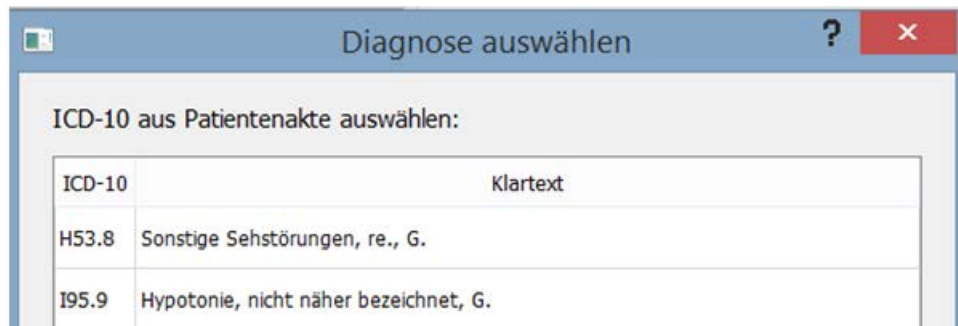 Diagnose auswählen ?
ICD-10 aus Patientenakte auswählen:
ICD-10 Klartext
H53.8 Sonstige Sehstörungen, re., G.
I95.9 Hypotonie, nicht näher bezeichnet, G.